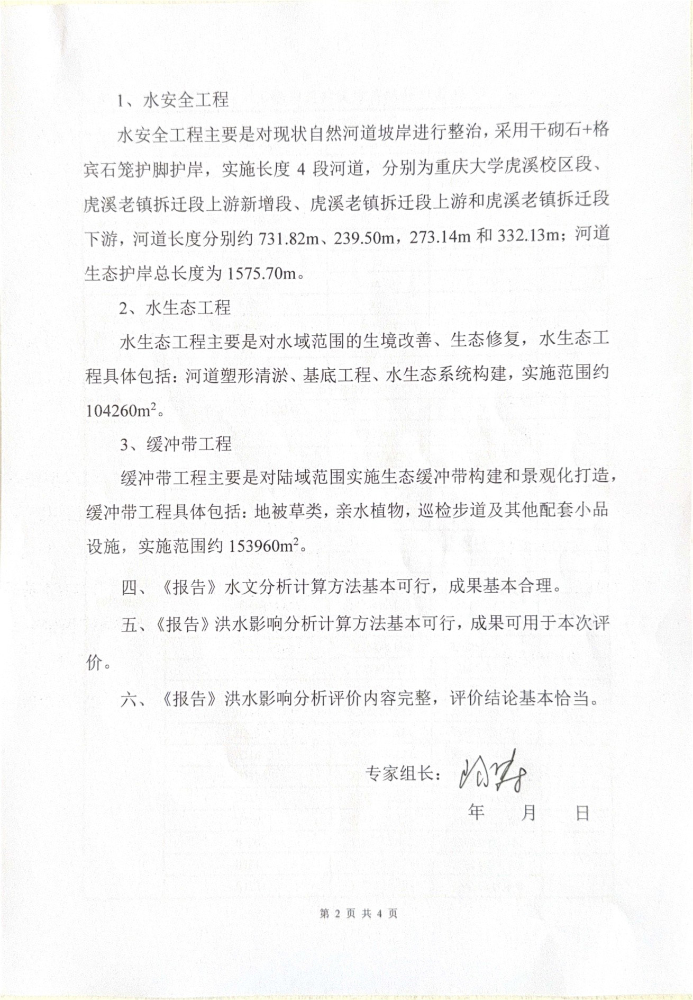 1、水安全工程
水安全工程主要是对现状自然河道坡岸进行整治，采用干砌石+格
宾石笼护脚护岸，实施长度 4 段河道，分别为重庆大学虎溪校区段、
虎溪老镇拆迁段上游新增段、虎溪老镇拆迁段上游和虎溪老镇拆迁段
下游，河道长度分别约 731.82m、239.50m，273.14m 和 332.13m；河道
生态护岸总长度为 1575.70m。
2、水生态工程
水生态工程主要是对水域范围的生境改善、生态修复，水生态工
程具体包括：河道塑形清淤、基底工程、水生态系统构建，实施范围约
104260m²。
3、缓冲带工程
缓冲带工程主要是对陆域范围实施生态缓冲带构建和景观化打造，
缓冲带工程具体包括：地被草类，亲水植物，巡检步道及其他配套小品
设施，实施范围约 153960m²。
四、《报告》水文分析计算方法基本可行，成果基本合理。
五、《报告》洪水影响分析计算方法基本可行，成果可用于本次评
价。
六、《报告》洪水影响分析评价内容完整，评价结论基本恰当。
专家组长：
年 月 日
第 2 页 共 4 页